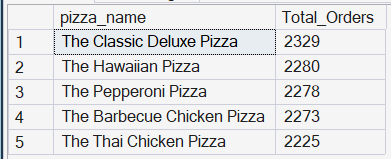 pizza_name Total_Orders
1 The Classic Deluxe Pizza 2329
2 The Hawaiian Pizza 2280
3 The Pepperoni Pizza 2278
4 The Barbecue Chicken Pizza 2273
5 The Thai Chicken Pizza 2225